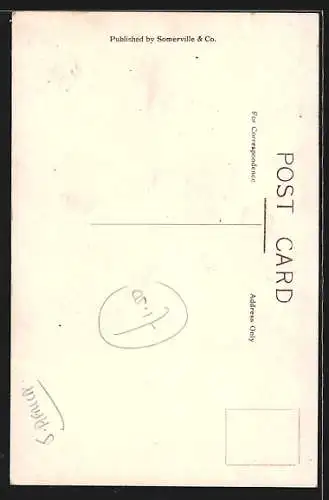 Published by Somerville & Co.
POST CARD
For Correspondence
Address Only